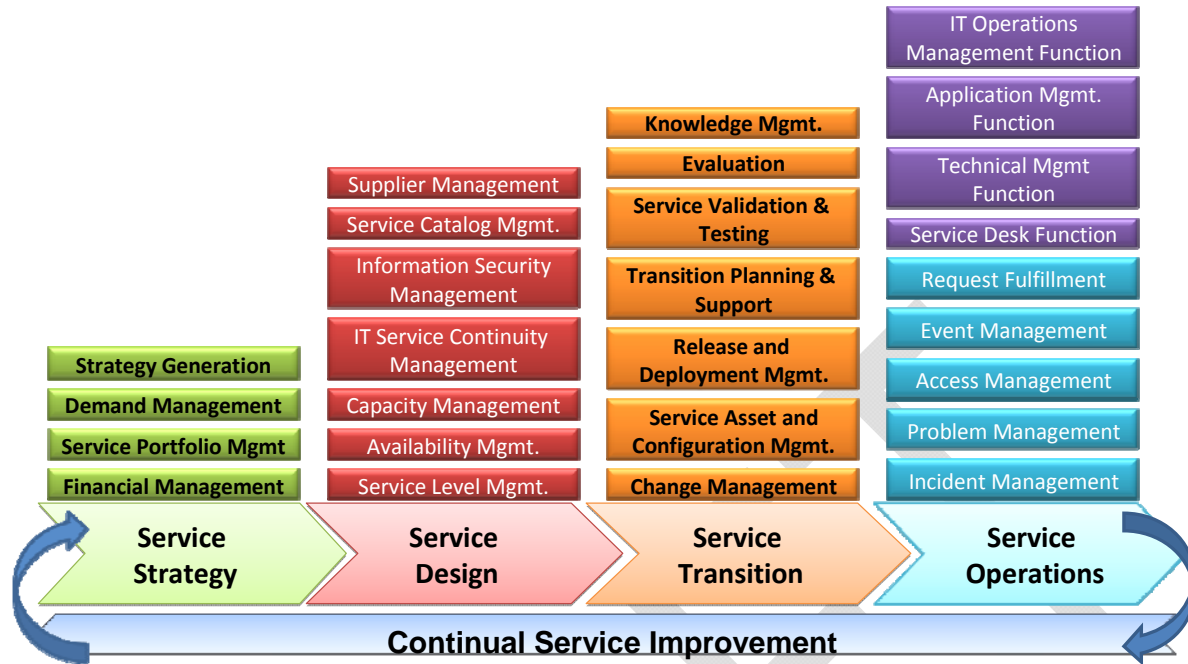 Strategy Generation
Demand Management
Service Portfolio Mgmt
Financial Management
Service
Strategy
Supplier Management
Service Catalog Mgmt.
Information Security
Management
IT Service Continuity
Management
Capacity Management
Availability Mgmt.
Service Level Mgmt.
Service
Design
Knowledge Mgmt.
Evaluation
Service Validation &
Testing
Transition Planning &
Support
Release and
Deployment Mgmt.
Service Asset and
Configuration Mgmt.
Change Management
Service
Transition
IT Operations
Management Function
Application Mgmt.
Function
Technical Mgmt
Function
Service Desk Function
Request Fulfillment
Event Management
Access Management
Problem Management
Incident Management
Service
Operations
Continual Service Improvement